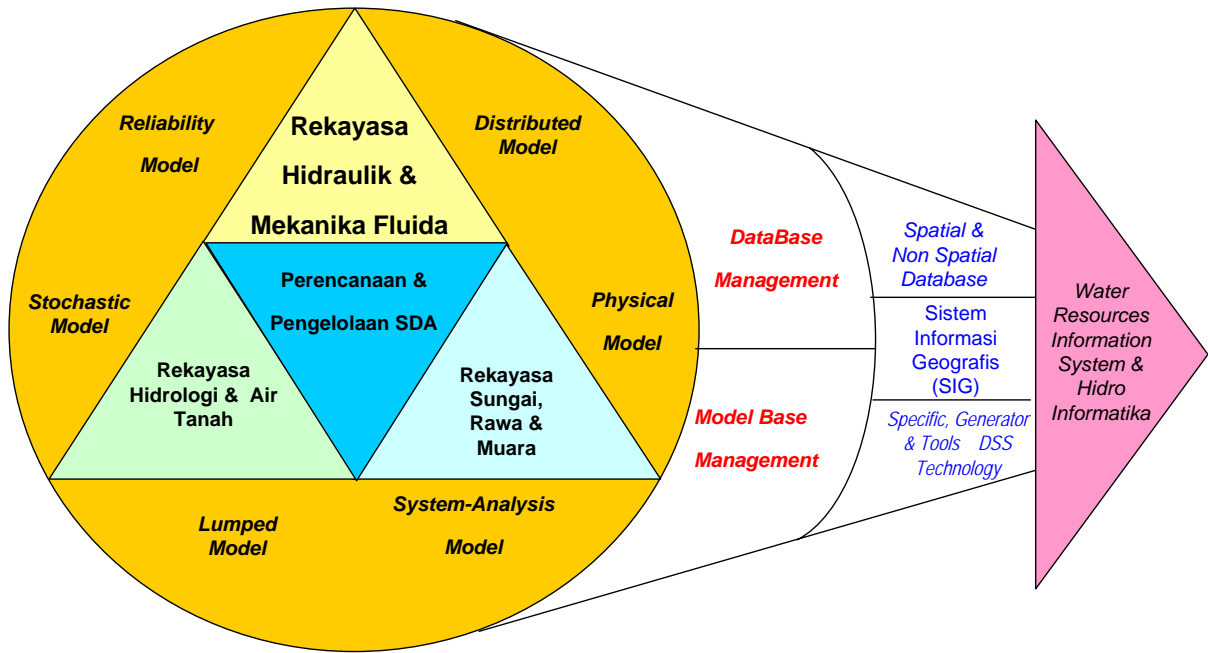 Reliability
Model
Rekayasa
Hidraulik &
Mekanika Fluida
Distributed
Model
Stochastic
Model
Perencanaan &
Pengelolaan SDA
Physical
Model
Rekayasa
Hidrologi & Air
Tanah
Rekayasa
Sungai,
Rawa &
Muara
Lumped
Model
System-Analysis
Model
DataBase
Management
Model Base
Management
Spatial &
Non Spatial
Database
Sistem
Informasi
Geografis
(SIG)
Specific, Generator
& Tools DSS
Technology
Water
Resources
Information
System &
Hidro
Informatika